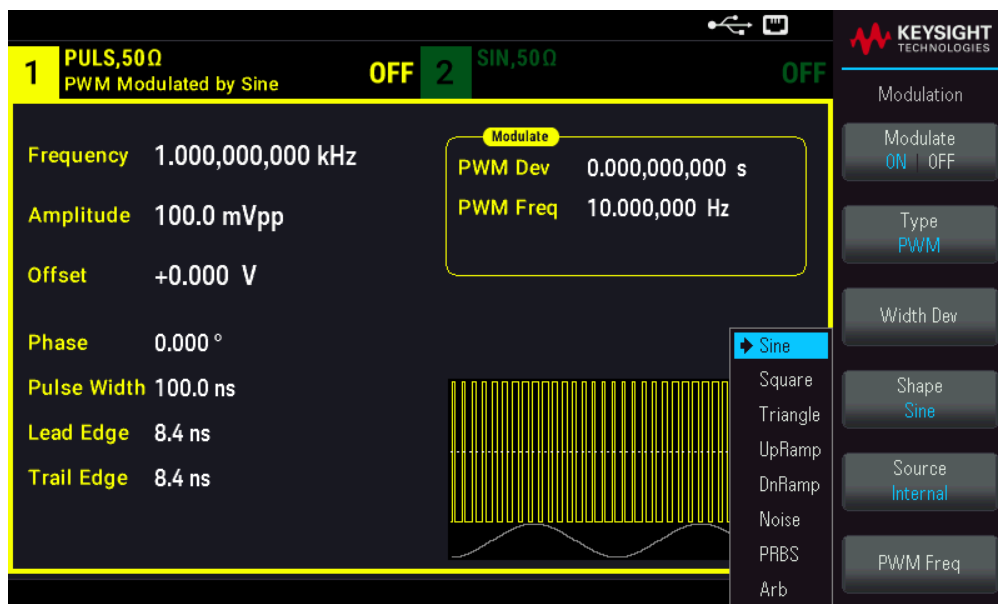 KEYSIGHT
TECHNOLOGIES
1 PULS,50Ω OFF 2 SIN,50Ω OFF
PWM Modulated by Sine
Modulation
Frequency 1.000,000,000 kHz
Amplitude 100.0 mVpp
Offset +0.000 V
Phase 0.000 °
Pulse Width 100.0 ns
Lead Edge 8.4 ns
Trail Edge 8.4 ns
Modulate
PWM Dev 0.000,000,000 s
PWM Freq 10.000,000 Hz
Sine
Square
Triangle
UpRamp
DnRamp
Noise
PRBS
Arb
Modulate
ON OFF
Type
PWM
Width Dev
Shape
Sine
Source
Internal
PWM Freq